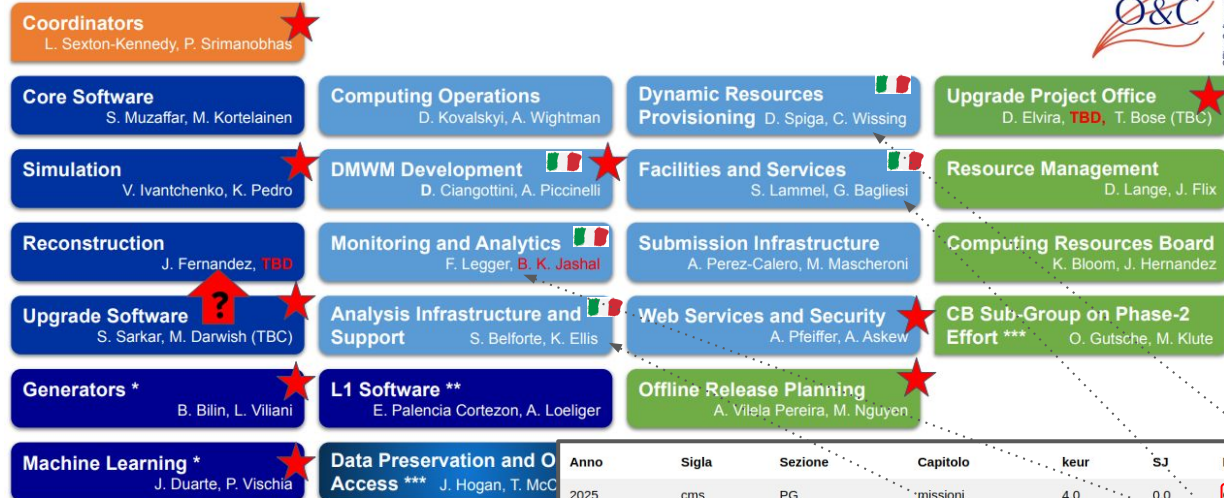 Coordinators
L. Sexton-Kennedy, P. Srimanobhas
O&C
Core Software
S. Muzaffar, M. Kortelainen
Computing Operations
D. Kovalskyi, A. Wightman
Dynamic Resources
Provisioning D. Spiga, C. Wissing
Upgrade Project Office
D. Elvira, TBD, T. Bose (TBC)
Simulation
V. Ivantchenko, K. Pedro
DMWM Development
D. Ciangottini, A. Piccinelli
Facilities and Services
S. Lammel, G. Bagliesi
Resource Management
D. Lange, J. Flix
Reconstruction
J. Fernandez, TBD
Monitoring and Analytics
F. Legger, B. K. Jashal
Submission Infrastructure
A. Perez-Calero, M. Mascheroni
Computing Resources Board
K. Bloom, J. Hernandez
?
Upgrade Software
S. Sarkar, M. Darwish (TBC)
Analysis Infrastructure and
Support S. Belforte, K. Ellis
Web Services and Security
A. Pfeiffer, A. Askew
CB Sub-Group on Phase-2
Effort *** O. Gutsche, M. Klute
Generators *
B. Bilin, L. Viliani
L1 Software **
E. Palencia Cortezon, A. Loeliger
Offline Release Planning
A. Vilela Pereira, M. Nguyen
Machine Learning *
J. Duarte, P. Vischia
Data Preservation and O
Access *** J. Hogan, T. McC
Anno Sigla Sezione Capitolo keur SJ
2025 cms PG missioni 4.0 0.0